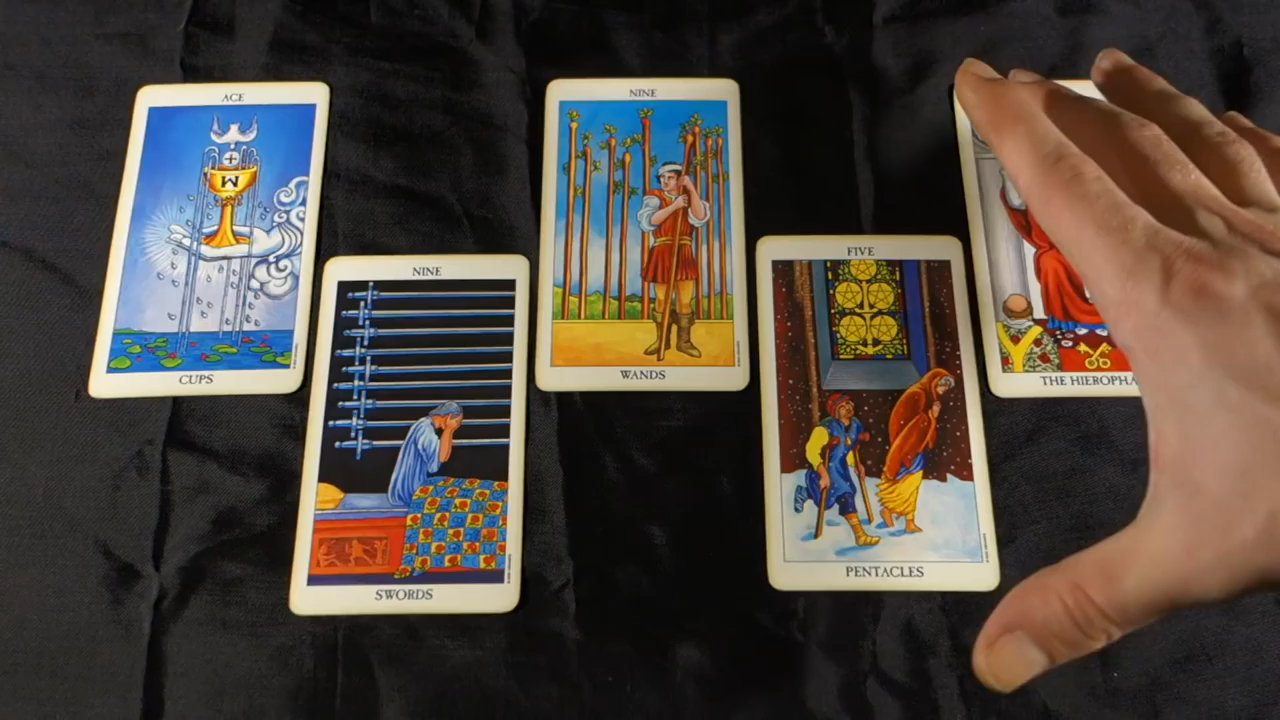 ACE
CUPS
NINE
SWORDS
NINE
WANDS
FIVE
PENTACLES
THE HIEROPHA